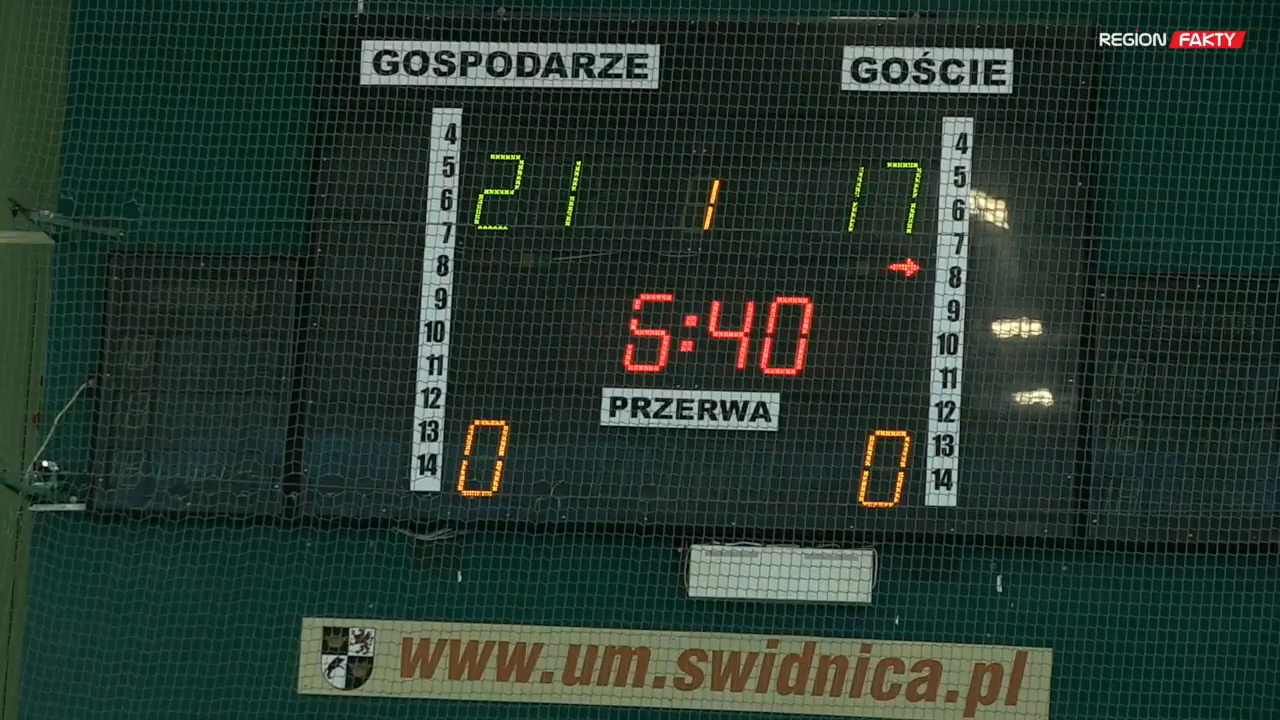 REGION FAKTY
GOSPODARZE GOŚCIE
4 4
5 5
6 6
7 7
8 8
9 9
10 10
11 11
12 12
13 13
14 14
21 1 17
5:40
PRZERWA
0 0
www.um.swidnica.pl